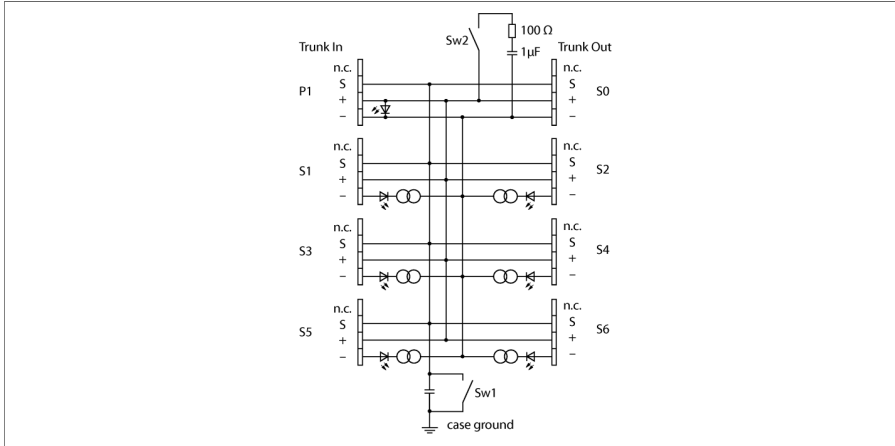 Sw2
100 Ω
1μF
Trunk In
Trunk Out
n.c.
n.c.
P1
S
S
S0
+
+
–
–
n.c.
n.c.
S1
S
S
S2
+
+
–
–
n.c.
n.c.
S3
S
S
S4
+
+
–
–
n.c.
n.c.
S5
S
S
S6
+
+
–
–
Sw1
case ground